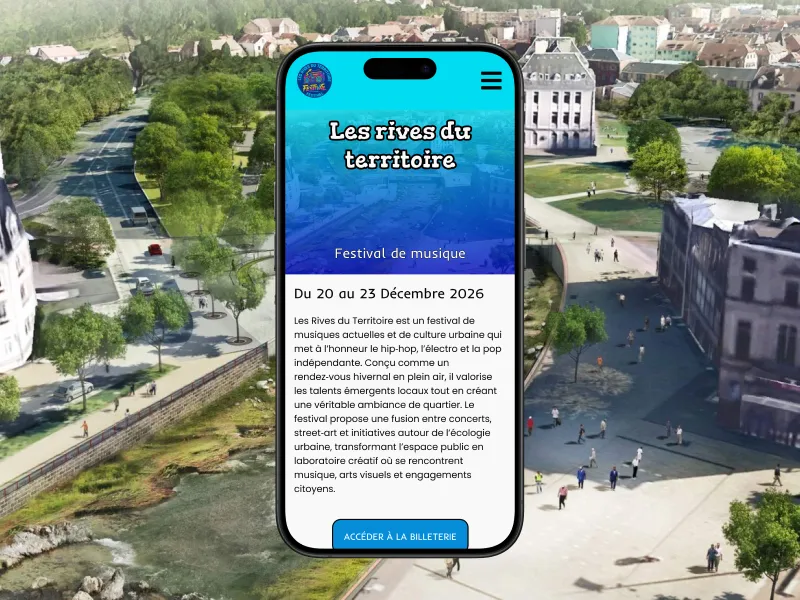 Les rives du
territoire
Festival de musique
Du 20 au 23 Décembre 2026
Les Rives du Territoire est un festival de
musiques actuelles et de culture urbaine qui
met à l'honneur le hip-hop, l'électro et la pop
indépendante. Conçu comme un
rendez-vous hivernal en plein air, il valorise
les talents émergents locaux tout en créant
une véritable ambiance de quartier. Le
festival propose une fusion entre concerts,
street-art et initiatives autour de l'écologie
urbaine, transformant l'espace public en
laboratoire créatif où se rencontrent
musique, arts visuels et engagements
citoyens.
ACCÉDER À LA BILLETERIE